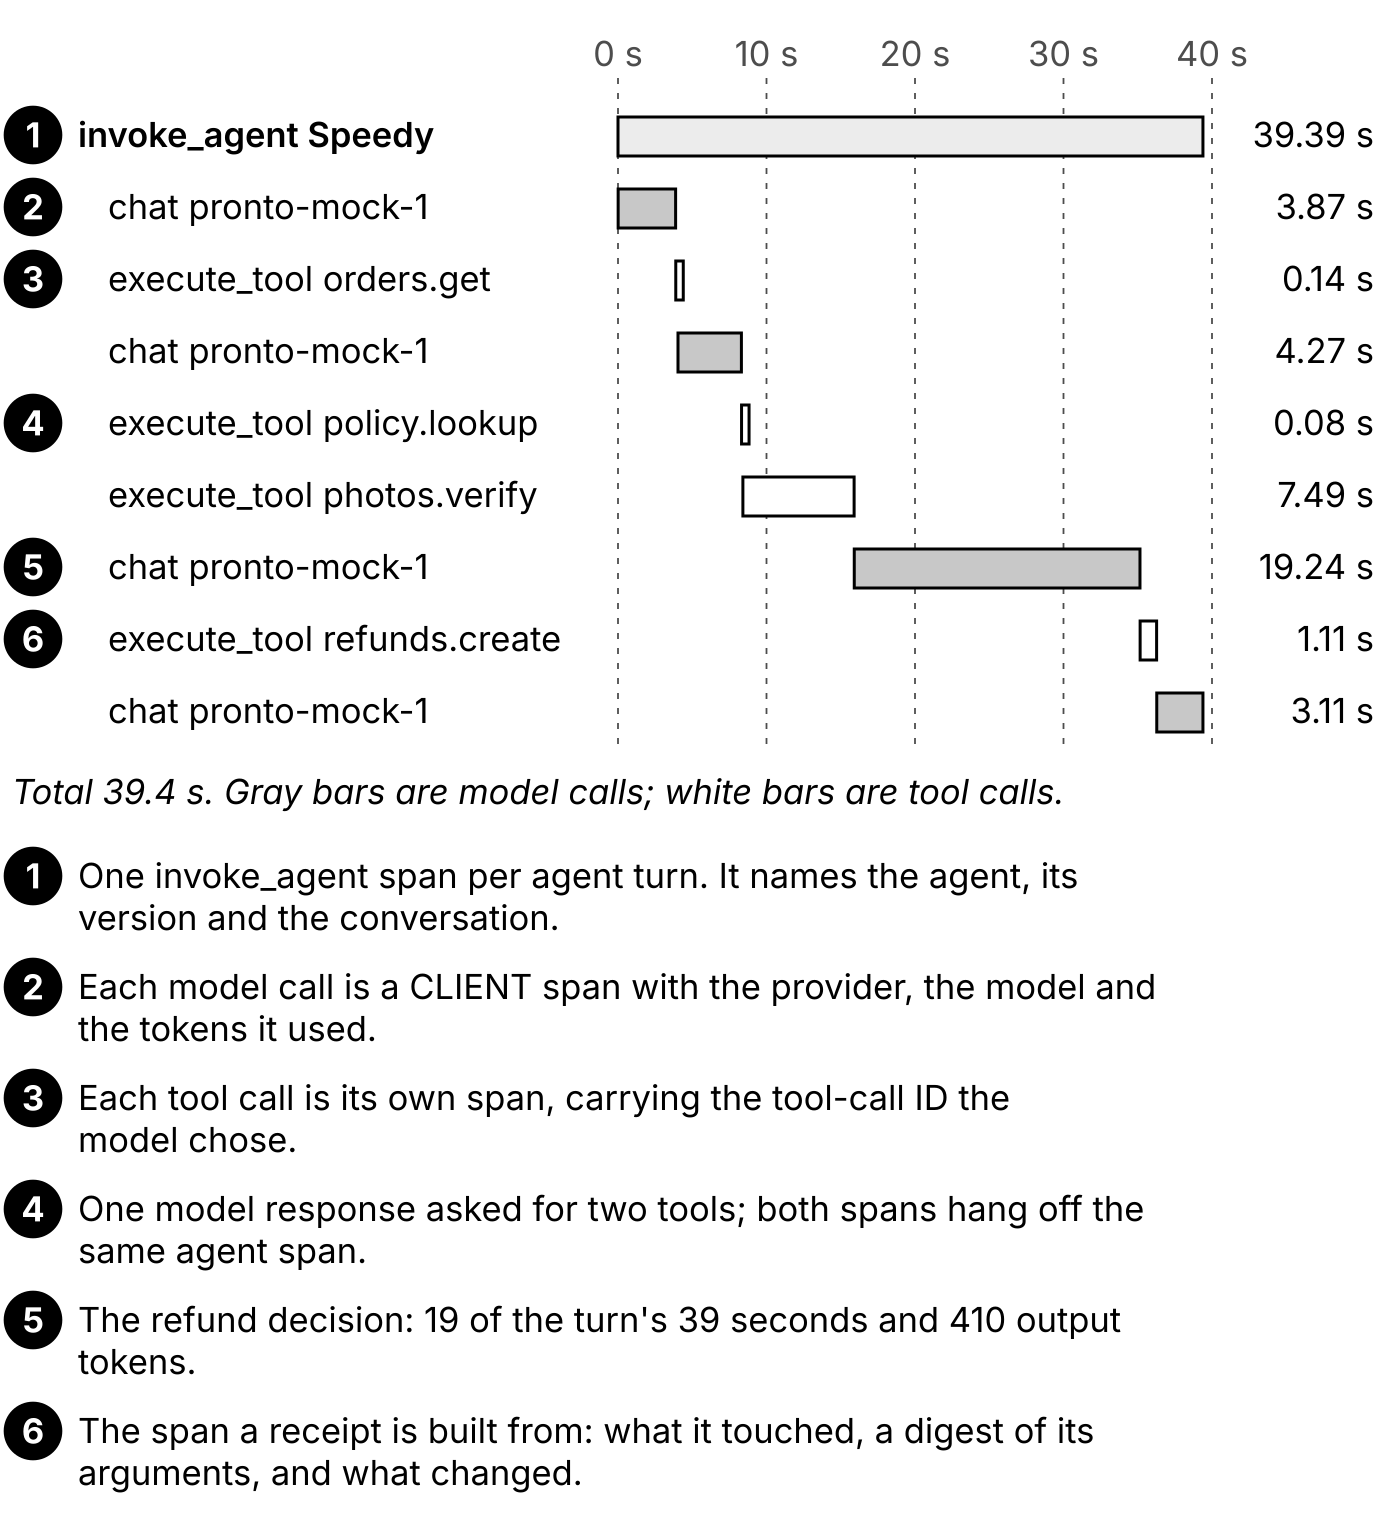 0 s 10 s 20 s 30 s 40 s
1 invoke_agent Speedy 39.39 s
2 chat pronto-mock-1 3.87 s
3 execute_tool orders.get 0.14 s
chat pronto-mock-1 4.27 s
4 execute_tool policy.lookup 0.08 s
execute_tool photos.verify 7.49 s
5 chat pronto-mock-1 19.24 s
6 execute_tool refunds.create 1.11 s
chat pronto-mock-1 3.11 s
Total 39.4 s. Gray bars are model calls; white bars are tool calls.
1 One invoke_agent span per agent turn. It names the agent, its
version and the conversation.
2 Each model call is a CLIENT span with the provider, the model and
the tokens it used.
3 Each tool call is its own span, carrying the tool-call ID the
model chose.
4 One model response asked for two tools; both spans hang off the
same agent span.
5 The refund decision: 19 of the turn's 39 seconds and 410 output
tokens.
6 The span a receipt is built from: what it touched, a digest of its
arguments, and what changed.